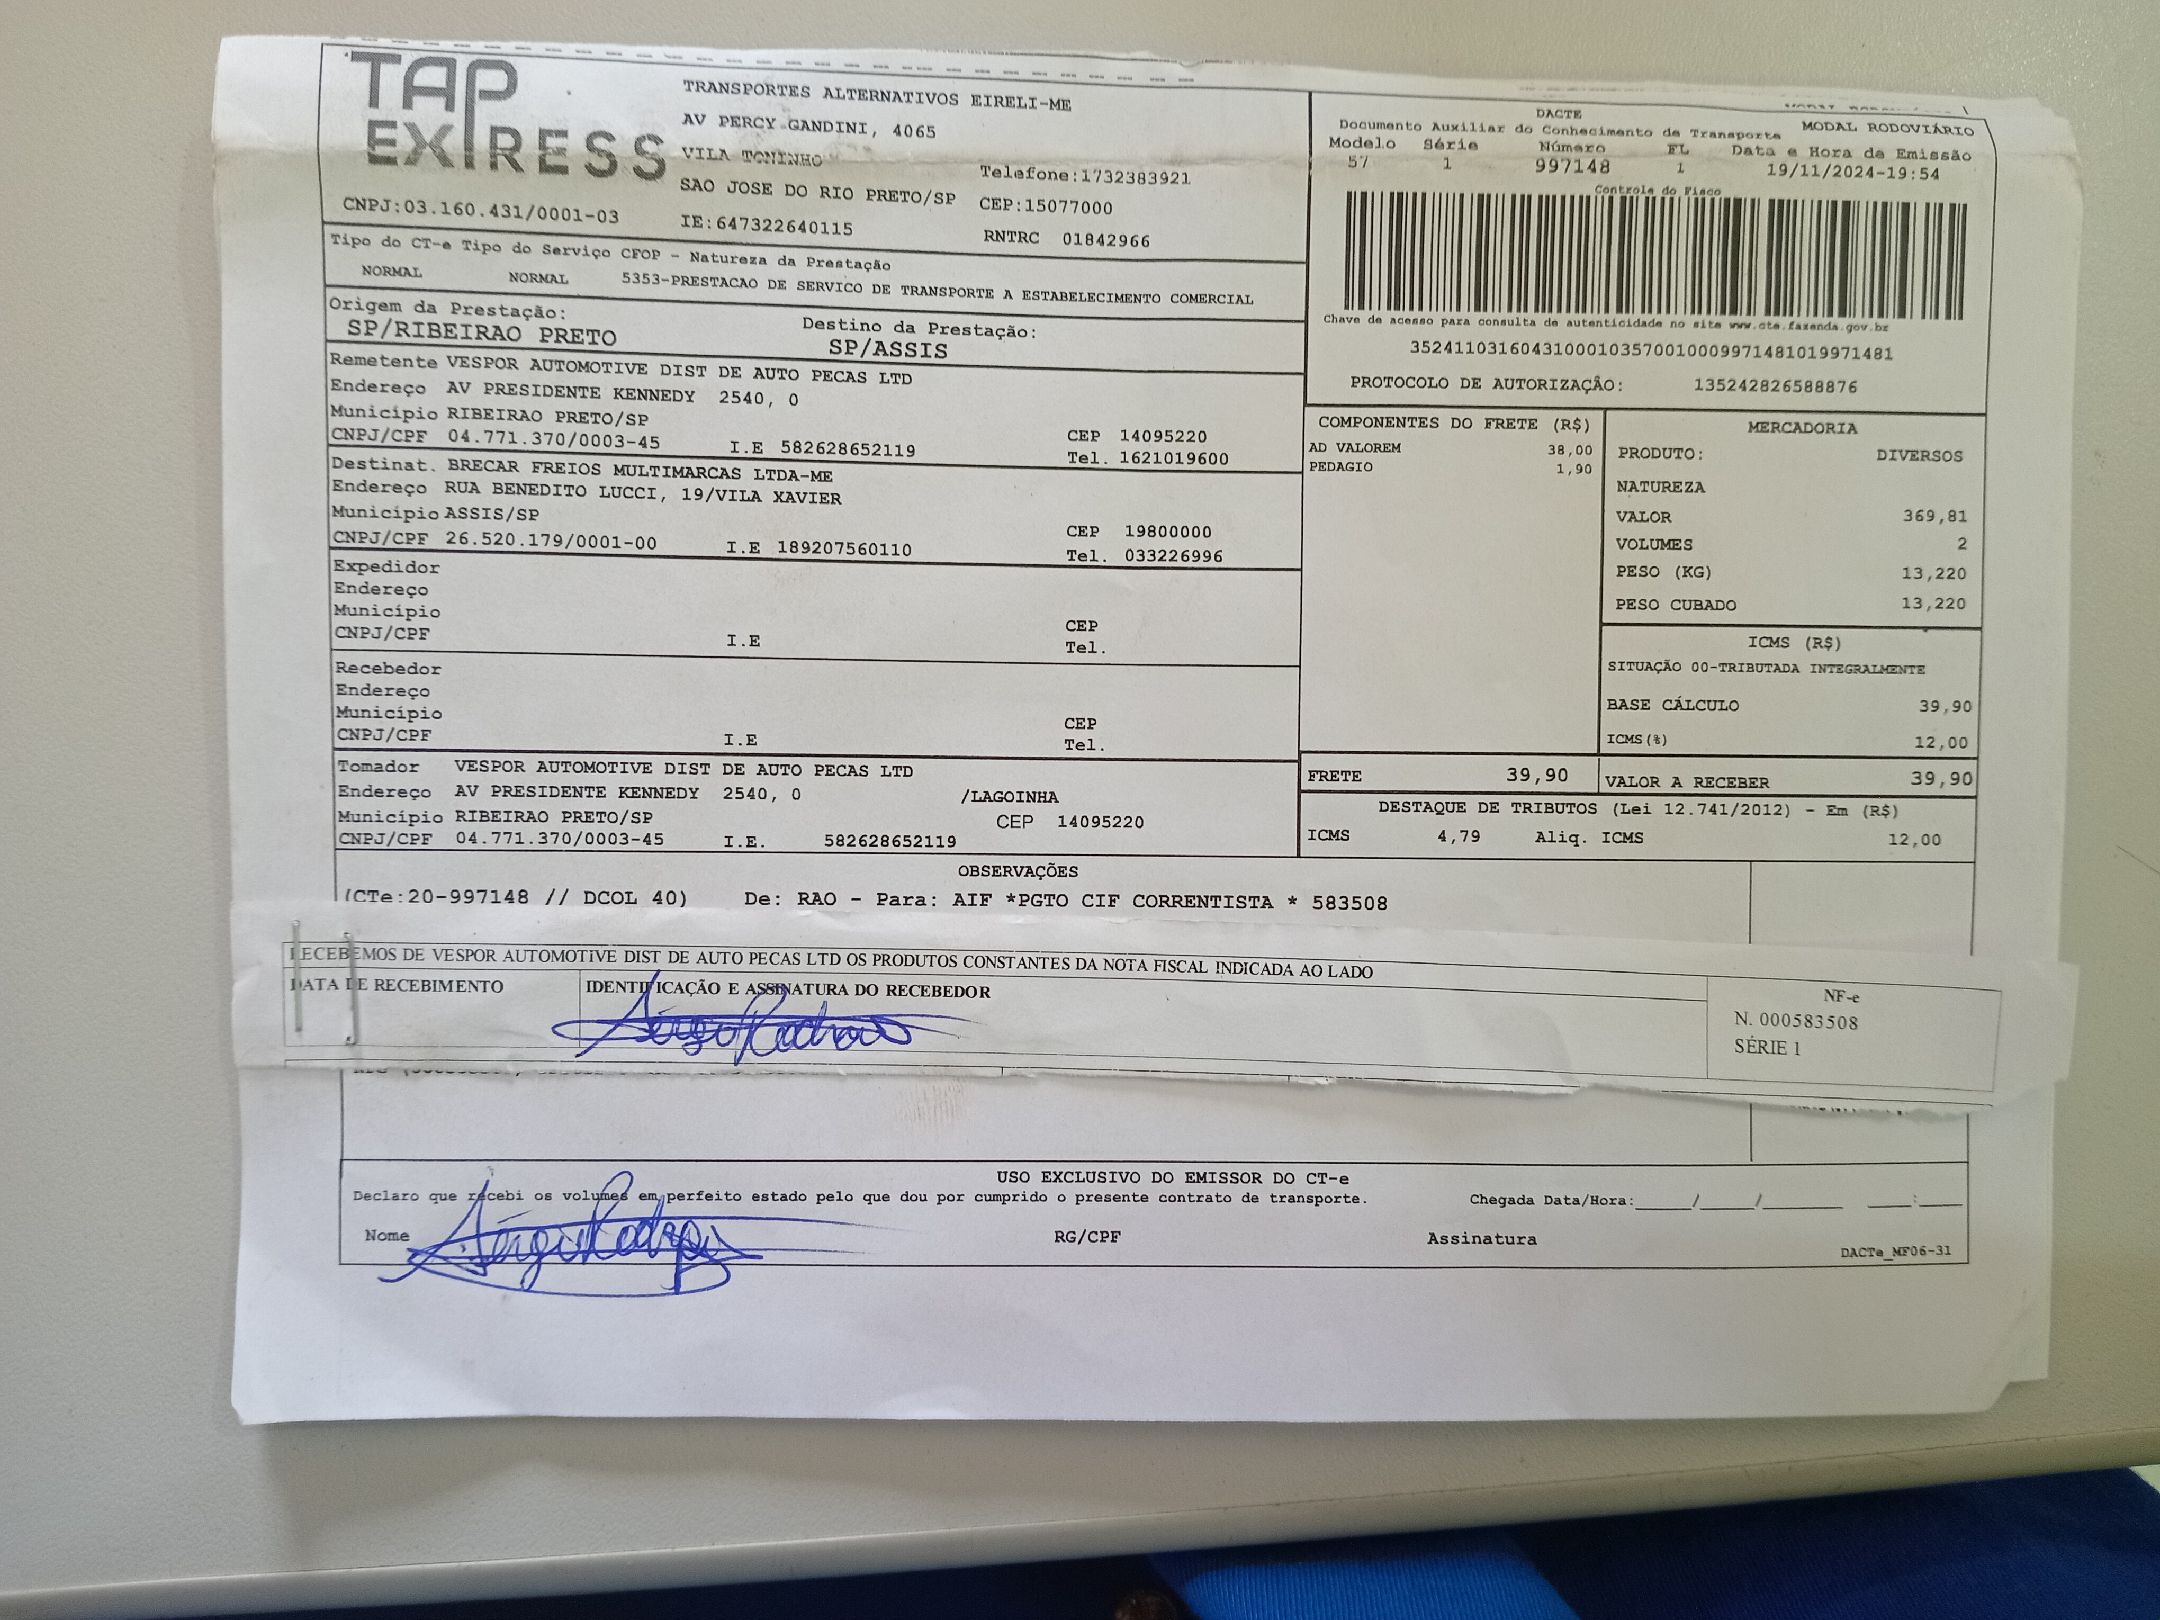 TAP EXPRESS
TRANSPORTES ALTERNATIVOS EIRELI-ME
AV PERCY GANDINI, 4065
VILA TONINHO
Telefone:1732383921
SAO JOSE DO RIO PRETO/SP CEP:15077000
CNPJ:03.160.431/0001-03 IE:647322640115 RNTRC 01842966
Tipo do CT-e Tipo do Serviço CFOP - Natureza da Prestação
NORMAL NORMAL 5353-PRESTACAO DE SERVICO DE TRANSPORTE A ESTABELECIMENTO COMERCIAL
Origem da Prestação: Destino da Prestação:
SP/RIBEIRAO PRETO SP/ASSIS
Remetente VESPOR AUTOMOTIVE DIST DE AUTO PECAS LTD
Endereço AV PRESIDENTE KENNEDY 2540, 0
Município RIBEIRAO PRETO/SP CEP 14095220
CNPJ/CPF 04.771.370/0003-45 I.E 582628652119 Tel. 1621019600
Destinat. BRECAR FREIOS MULTIMARCAS LTDA-ME
Endereço RUA BENEDITO LUCCI, 19/VILA XAVIER
Município ASSIS/SP CEP 19800000
CNPJ/CPF 26.520.179/0001-00 I.E 189207560110 Tel. 033226996
Expedidor
Endereço
Município CEP
CNPJ/CPF I.E Tel.
Recebedor
Endereço
Município CEP
CNPJ/CPF I.E Tel.
Tomador VESPOR AUTOMOTIVE DIST DE AUTO PECAS LTD
Endereço AV PRESIDENTE KENNEDY 2540, 0 /LAGOINHA
Município RIBEIRAO PRETO/SP CEP 14095220
CNPJ/CPF 04.771.370/0003-45 I.E. 582628652119
DACTE
Documento Auxiliar do Conhecimento de Transporte MODAL RODOVIÁRIO
Modelo Série Número FL Data e Hora da Emissão
57 1 997148 1 19/11/2024-19:54
Controle do Fisco
Chave de acesso para consulta de autenticidade no site www.cte.fazenda.gov.br
35241103160431000103570010009971481019971481
PROTOCOLO DE AUTORIZAÇÃO: 135242826588876
COMPONENTES DO FRETE (R$)
AD VALOREM 38,00
PEDAGIO 1,90
MERCADORIA
PRODUTO: DIVERSOS
NATUREZA
VALOR 369,81
VOLUMES 2
PESO (KG) 13,220
PESO CUBADO 13,220
ICMS (R$)
SITUAÇÃO 00-TRIBUTADA INTEGRALMENTE
BASE CÁLCULO 39,90
ICMS(%) 12,00
FRETE 39,90 VALOR A RECEBER 39,90
DESTAQUE DE TRIBUTOS (Lei 12.741/2012) - Em (R$)
ICMS 4,79 Aliq. ICMS 12,00
OBSERVAÇÕES
(CTe:20-997148 // DCOL 40) De: RAO - Para: AIF *PGTO CIF CORRENTISTA * 583508
RECEBEMOS DE VESPOR AUTOMOTIVE DIST DE AUTO PECAS LTD OS PRODUTOS CONSTANTES DA NOTA FISCAL INDICADA AO LADO
DATA DE RECEBIMENTO IDENTIFICAÇÃO E ASSINATURA DO RECEBEDOR
NF-e
N. 000583508
SÉRIE 1
USO EXCLUSIVO DO EMISSOR DO CT-e
Declaro que recebi os volumes em perfeito estado pelo que dou por cumprido o presente contrato de transporte. Chegada Data/Hora:_____/_____/________ ____:____
Nome Sérgio RG/CPF Assinatura
DACTe_MF06-31